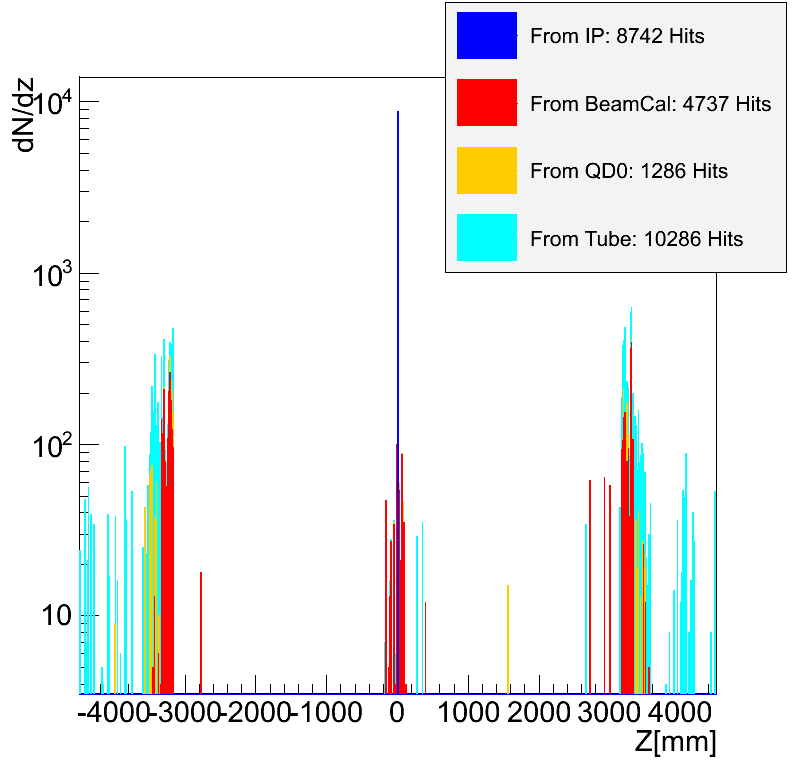 From IP: 8742 Hits
From BeamCal: 4737 Hits
From QD0: 1286 Hits
From Tube: 10286 Hits
dN/dz
10^4
10^3
10^2
10
-4000 -3000 -2000 -1000 0 1000 2000 3000 4000
Z[mm]